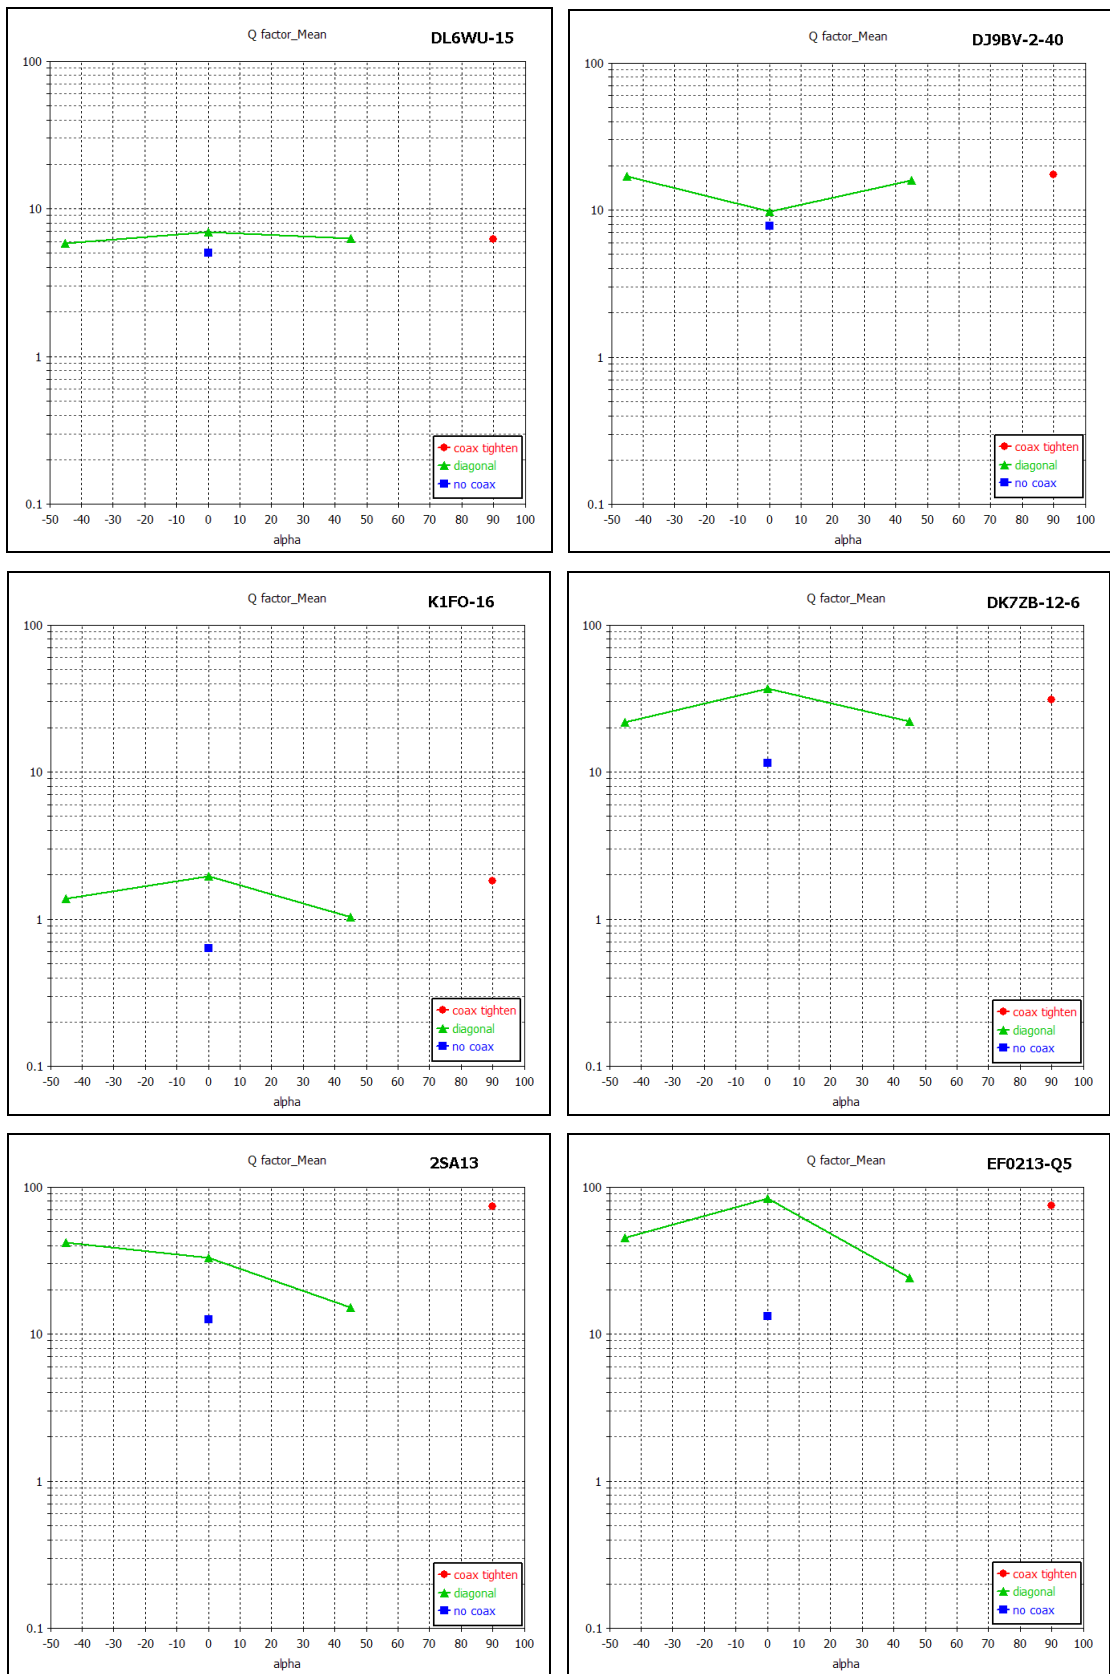 Q factor_Mean DL6WU-15
100
10
1
0.1
-50 -40 -30 -20 -10 0 10 20 30 40 50 60 70 80 90 100
alpha
coax tighten
diagonal
no coax
Q factor_Mean DJ9BV-2-40
100
10
1
0.1
-50 -40 -30 -20 -10 0 10 20 30 40 50 60 70 80 90 100
alpha
coax tighten
diagonal
no coax
Q factor_Mean K1FO-16
100
10
1
0.1
-50 -40 -30 -20 -10 0 10 20 30 40 50 60 70 80 90 100
alpha
coax tighten
diagonal
no coax
Q factor_Mean DK7ZB-12-6
100
10
1
0.1
-50 -40 -30 -20 -10 0 10 20 30 40 50 60 70 80 90 100
alpha
coax tighten
diagonal
no coax
Q factor_Mean 2SA13
100
10
1
0.1
-50 -40 -30 -20 -10 0 10 20 30 40 50 60 70 80 90 100
alpha
coax tighten
diagonal
no coax
Q factor_Mean EF0213-Q5
100
10
1
0.1
-50 -40 -30 -20 -10 0 10 20 30 40 50 60 70 80 90 100
alpha
coax tighten
diagonal
no coax